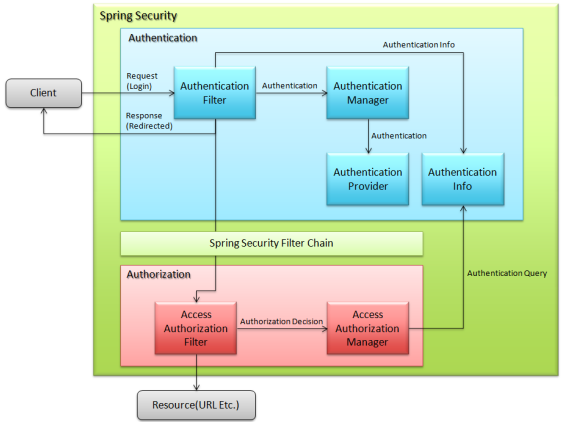 Spring Security
Authentication
Authentication Info
Request
(Login)
Client
Authentication
Filter
Authentication
Authentication
Manager
Response
(Redirected)
Authentication
Authentication
Provider
Authentication
Info
Spring Security Filter Chain
Authorization
Authentication Query
Access
Authorization
Filter
Authorization Decision
Access
Authorization
Manager
Resource(URL Etc.)